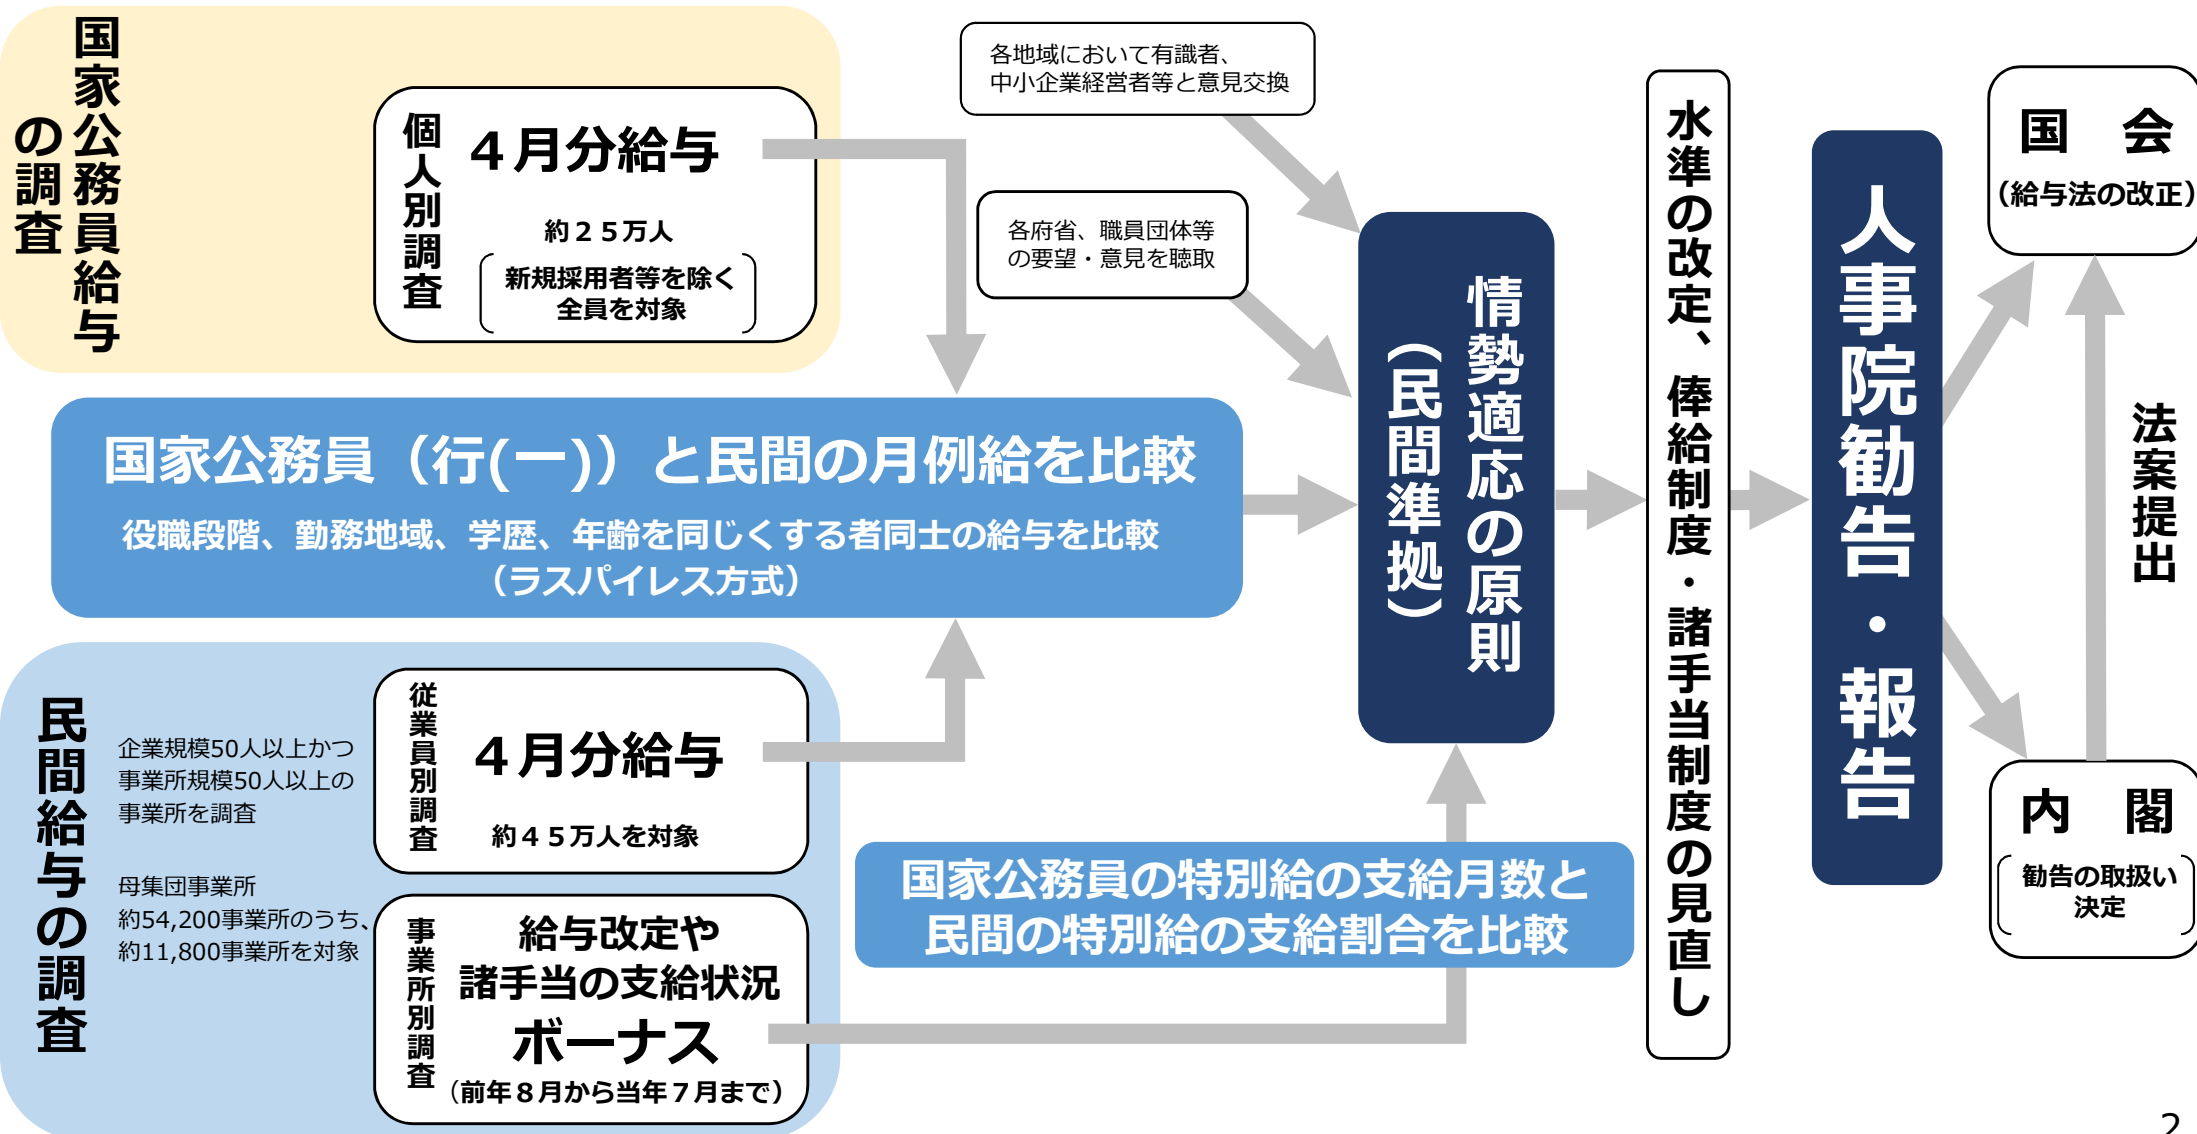 国家公務員給与
の調査
個人別調査
４月分給与
約２５万人
新規採用者等を除く
全員を対象
各地域において有識者、
中小企業経営者等と意見交換
各府省、職員団体等
の要望・意見を聴取
国家公務員（行(一)）と民間の月例給を比較
役職段階、勤務地域、学歴、年齢を同じくする者同士の給与を比較
（ラスパイレス方式）
民間給与の調査
企業規模50人以上かつ
事業所規模50人以上の
事業所を調査
母集団事業所
約54,200事業所のうち、
約11,800事業所を対象
従業員別調査
４月分給与
約４５万人を対象
事業所別調査
給与改定や
諸手当の支給状況
ボーナス
（前年８月から当年７月まで）
国家公務員の特別給の支給月数と
民間の特別給の支給割合を比較
情勢適応の原則
（民間準拠）
水準の改定、俸給制度・諸手当制度の見直し
人事院勧告・報告
国　会
（給与法の改正）
法案提出
内　閣
勧告の取扱い
決定
2